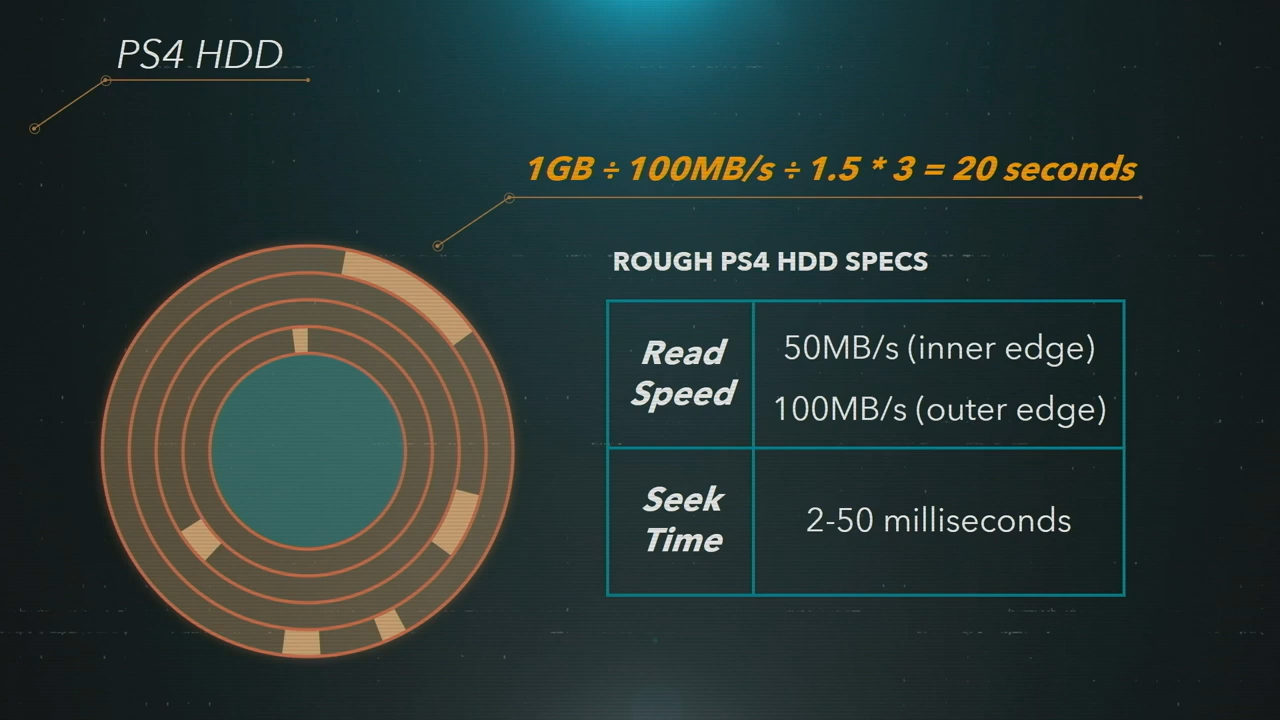 PS4 HDD
1GB ÷ 100MB/s ÷ 1.5 * 3 = 20 seconds
ROUGH PS4 HDD SPECS
Read
Speed
50MB/s (inner edge)
100MB/s (outer edge)
Seek
Time
2-50 milliseconds